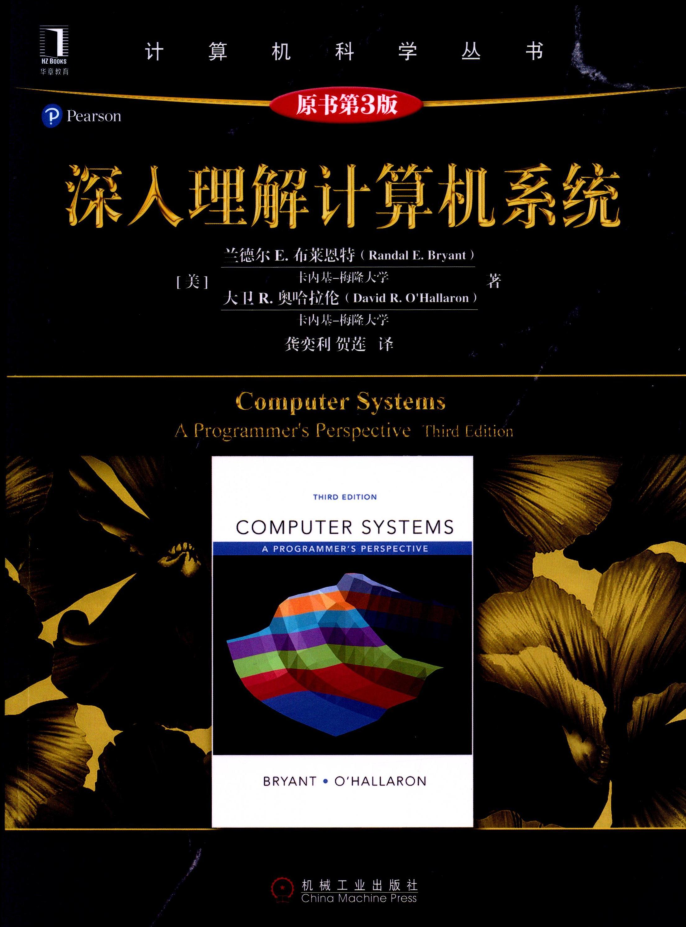 HZ BOOKS
华章教育
计算机科学丛书
原书第3版
Pearson
深入理解计算机系统
兰德尔 E. 布莱恩特（Randal E. Bryant）
卡内基-梅隆大学
[美]
著
大卫 R. 奥哈拉伦（David R. O'Hallaron）
卡内基-梅隆大学
龚奕利 贺莲 译
Computer Systems
A Programmer's Perspective Third Edition
THIRD EDITION
COMPUTER SYSTEMS
A PROGRAMMER'S PERSPECTIVE
BRYANT • O'HALLARON
机械工业出版社
China Machine Press